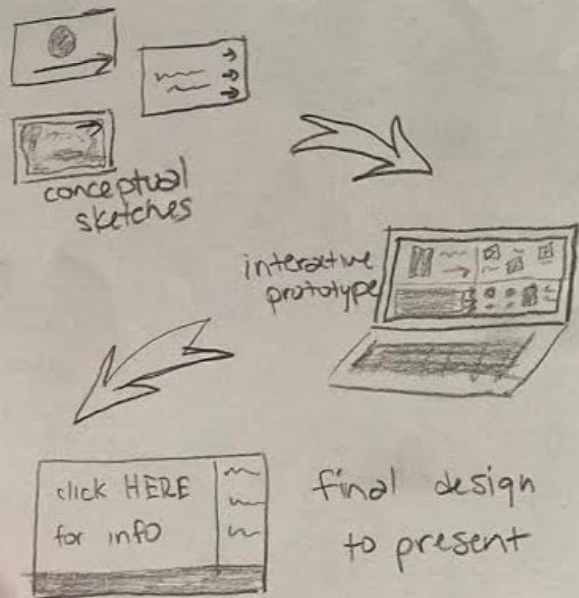 conceptual
sketches
interactive
prototype
click HERE
for info
final design
to present